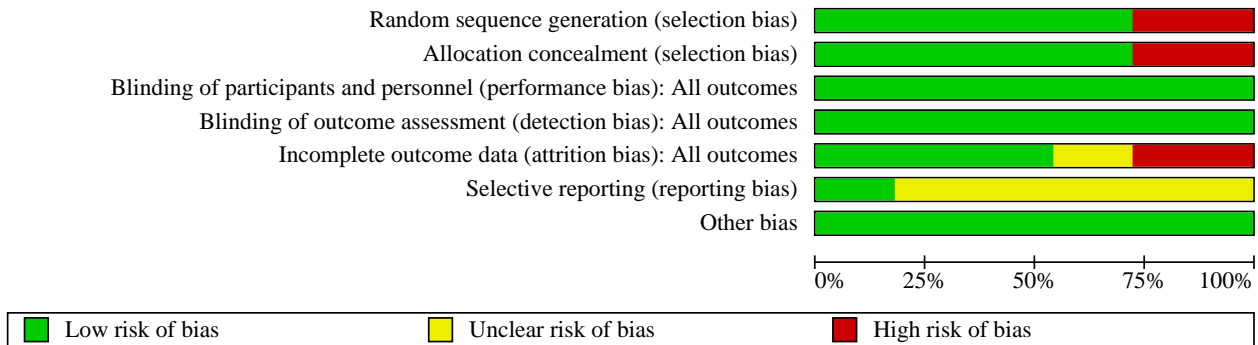 Random sequence generation (selection bias)
Allocation concealment (selection bias)
Blinding of participants and personnel (performance bias): All outcomes
Blinding of outcome assessment (detection bias): All outcomes
Incomplete outcome data (attrition bias): All outcomes
Selective reporting (reporting bias)
Other bias
0% 25% 50% 75% 100%
Low risk of bias Unclear risk of bias High risk of bias